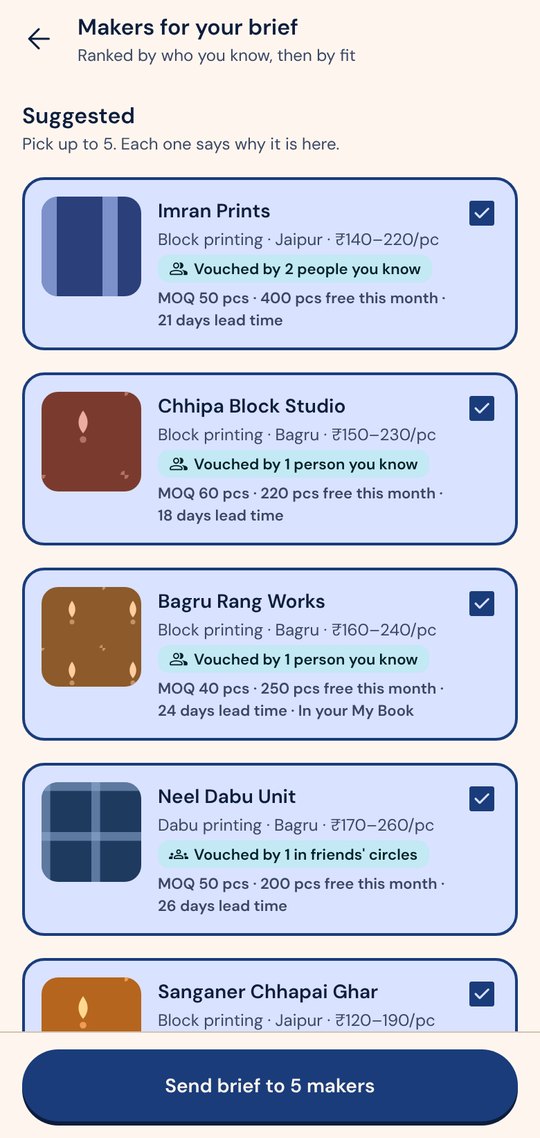 Makers for your brief
Ranked by who you know, then by fit
Suggested
Pick up to 5. Each one says why it is here.
Imran Prints
Block printing · Jaipur · ₹140–220/pc
Vouched by 2 people you know
MOQ 50 pcs · 400 pcs free this month ·
21 days lead time
Chhipa Block Studio
Block printing · Bagru · ₹150–230/pc
Vouched by 1 person you know
MOQ 60 pcs · 220 pcs free this month ·
18 days lead time
Bagru Rang Works
Block printing · Bagru · ₹160–240/pc
Vouched by 1 person you know
MOQ 40 pcs · 250 pcs free this month ·
24 days lead time · In your My Book
Neel Dabu Unit
Dabu printing · Bagru · ₹170–260/pc
Vouched by 1 in friends' circles
MOQ 50 pcs · 200 pcs free this month ·
26 days lead time
Sanganer Chhapai Ghar
Block printing · Jaipur · ₹120–190/pc
Send brief to 5 makers